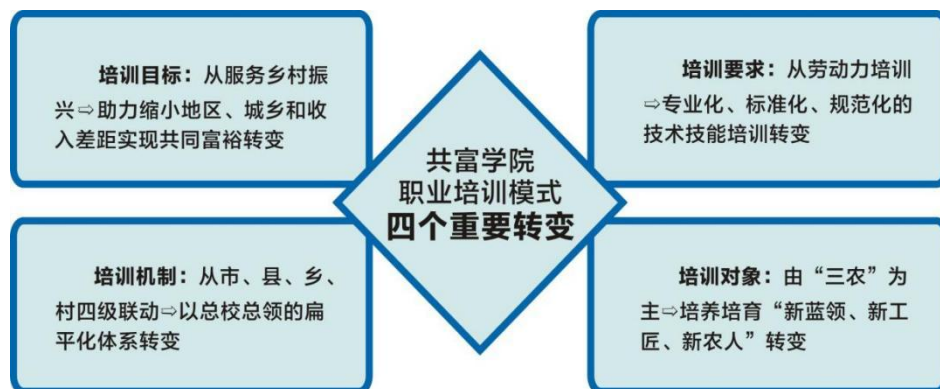 培训目标：从服务乡村振
兴⇨助力缩小地区、城乡和收
入差距实现共同富裕转变
培训要求：从劳动力培训
⇨专业化、标准化、规范化的
技术技能培训转变
共富学院
职业培训模式
四个重要转变
培训机制：从市、县、乡、
村四级联动⇨以总校总领的扁
平化体系转变
培训对象：由“三农”为
主⇨培养培育“新蓝领、新工
匠、新农人”转变